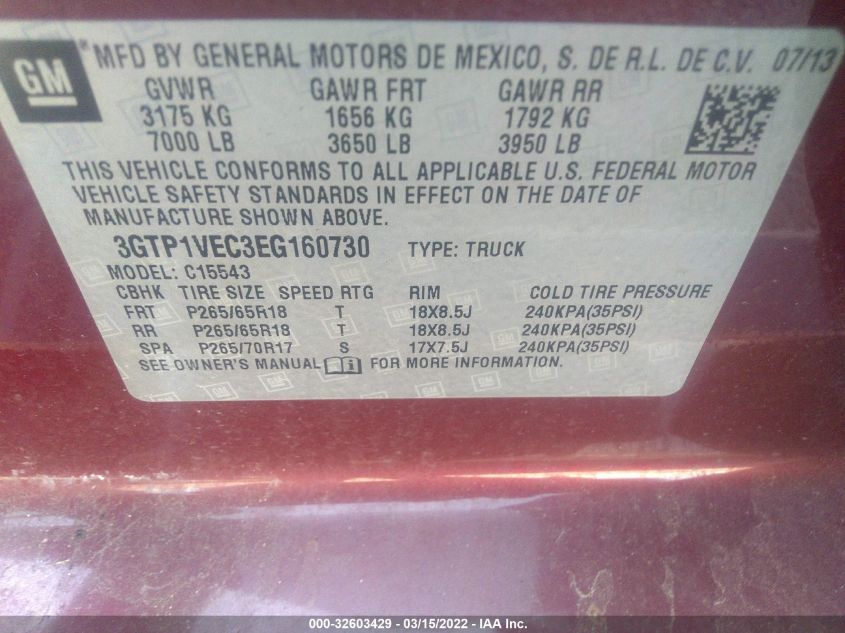 GM MFD BY GENERAL MOTORS DE MEXICO, S. DE R.L. DE C.V. 07/13
GVWR GAWR FRT GAWR RR
3175 KG 1656 KG 1792 KG
7000 LB 3650 LB 3950 LB
THIS VEHICLE CONFORMS TO ALL APPLICABLE U.S. FEDERAL MOTOR
VEHICLE SAFETY STANDARDS IN EFFECT ON THE DATE OF
MANUFACTURE SHOWN ABOVE.
3GTP1VEC3EG160730 TYPE: TRUCK
MODEL: C15543
CBHK TIRE SIZE SPEED RTG RIM COLD TIRE PRESSURE
FRT P265/65R18 T 18X8.5J 240KPA(35PSI)
RR P265/65R18 T 18X8.5J 240KPA(35PSI)
SPA P265/70R17 S 17X7.5J 240KPA(35PSI)
SEE OWNER'S MANUAL FOR MORE INFORMATION.
000-32603429 - 03/15/2022 - IAA Inc.